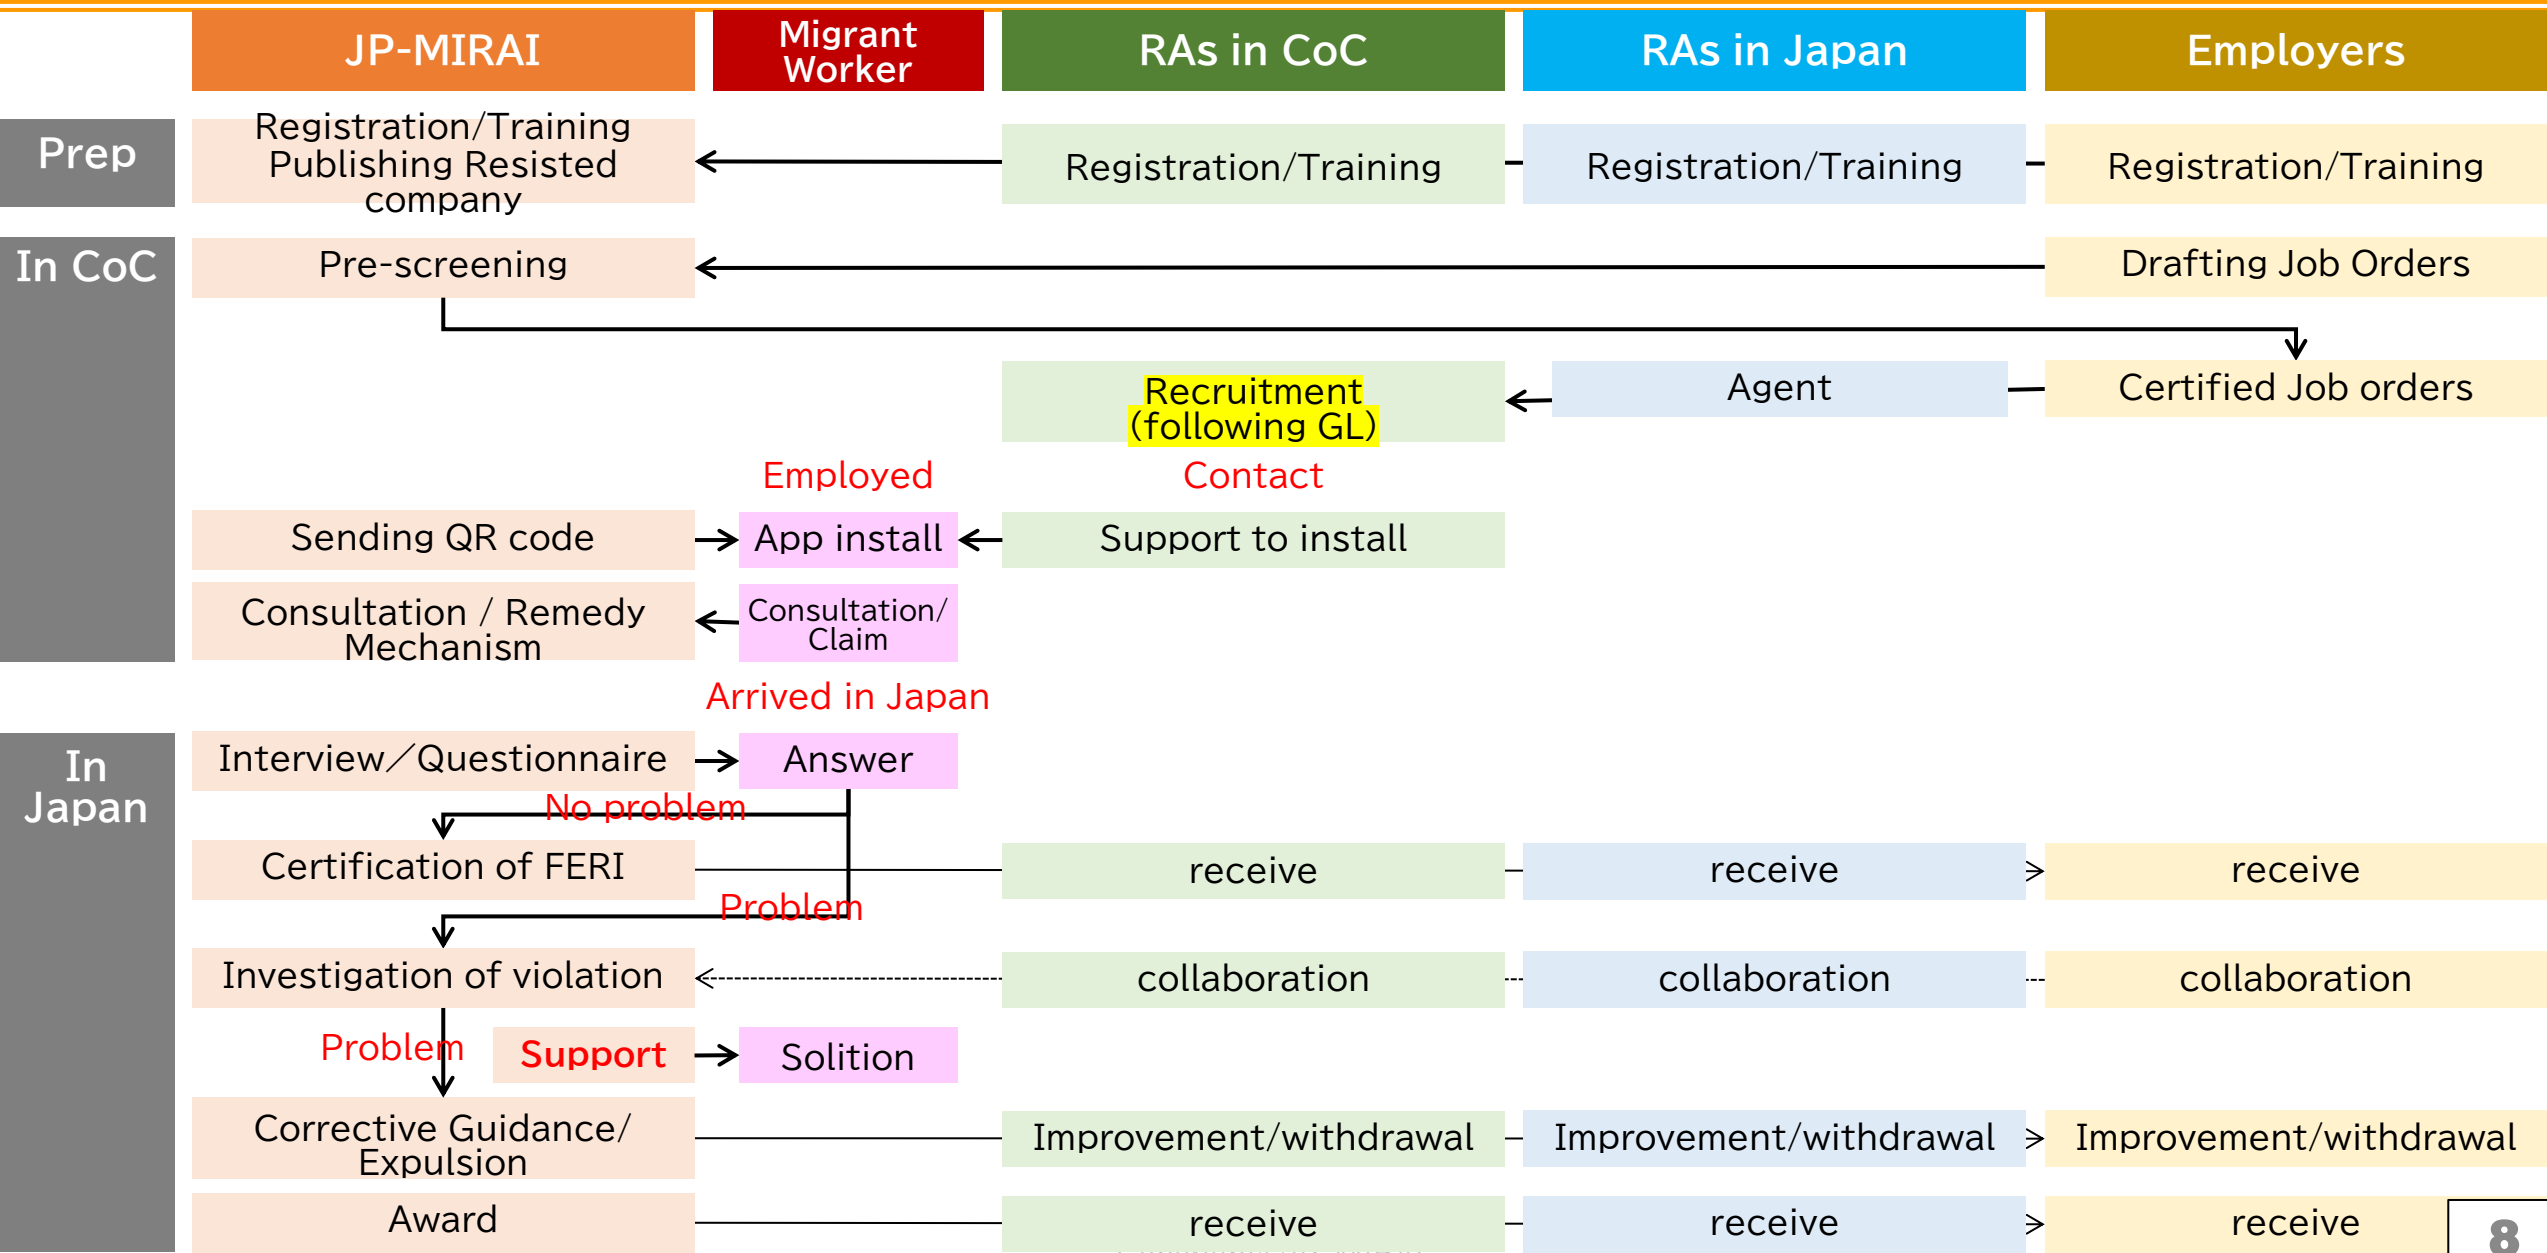 JP-MIRAI
Migrant
Worker
RAs in CoC
RAs in Japan
Employers
Prep
Registration/Training
Publishing Resisted
company
Registration/Training
Registration/Training
Registration/Training
In CoC
Pre-screening
Drafting Job Orders
Recruitment
(following GL)
Agent
Certified Job orders
Employed
Contact
Sending QR code
App install
Support to install
Consultation / Remedy
Mechanism
Consultation/
Claim
Arrived in Japan
In
Japan
Interview／Questionnaire
Answer
No problem
Certification of FERI
receive
receive
receive
Problem
Investigation of violation
collaboration
collaboration
collaboration
Problem
Support
Solition
Corrective Guidance/
Expulsion
Improvement/withdrawal
Improvement/withdrawal
Improvement/withdrawal
Award
receive
receive
receive
8